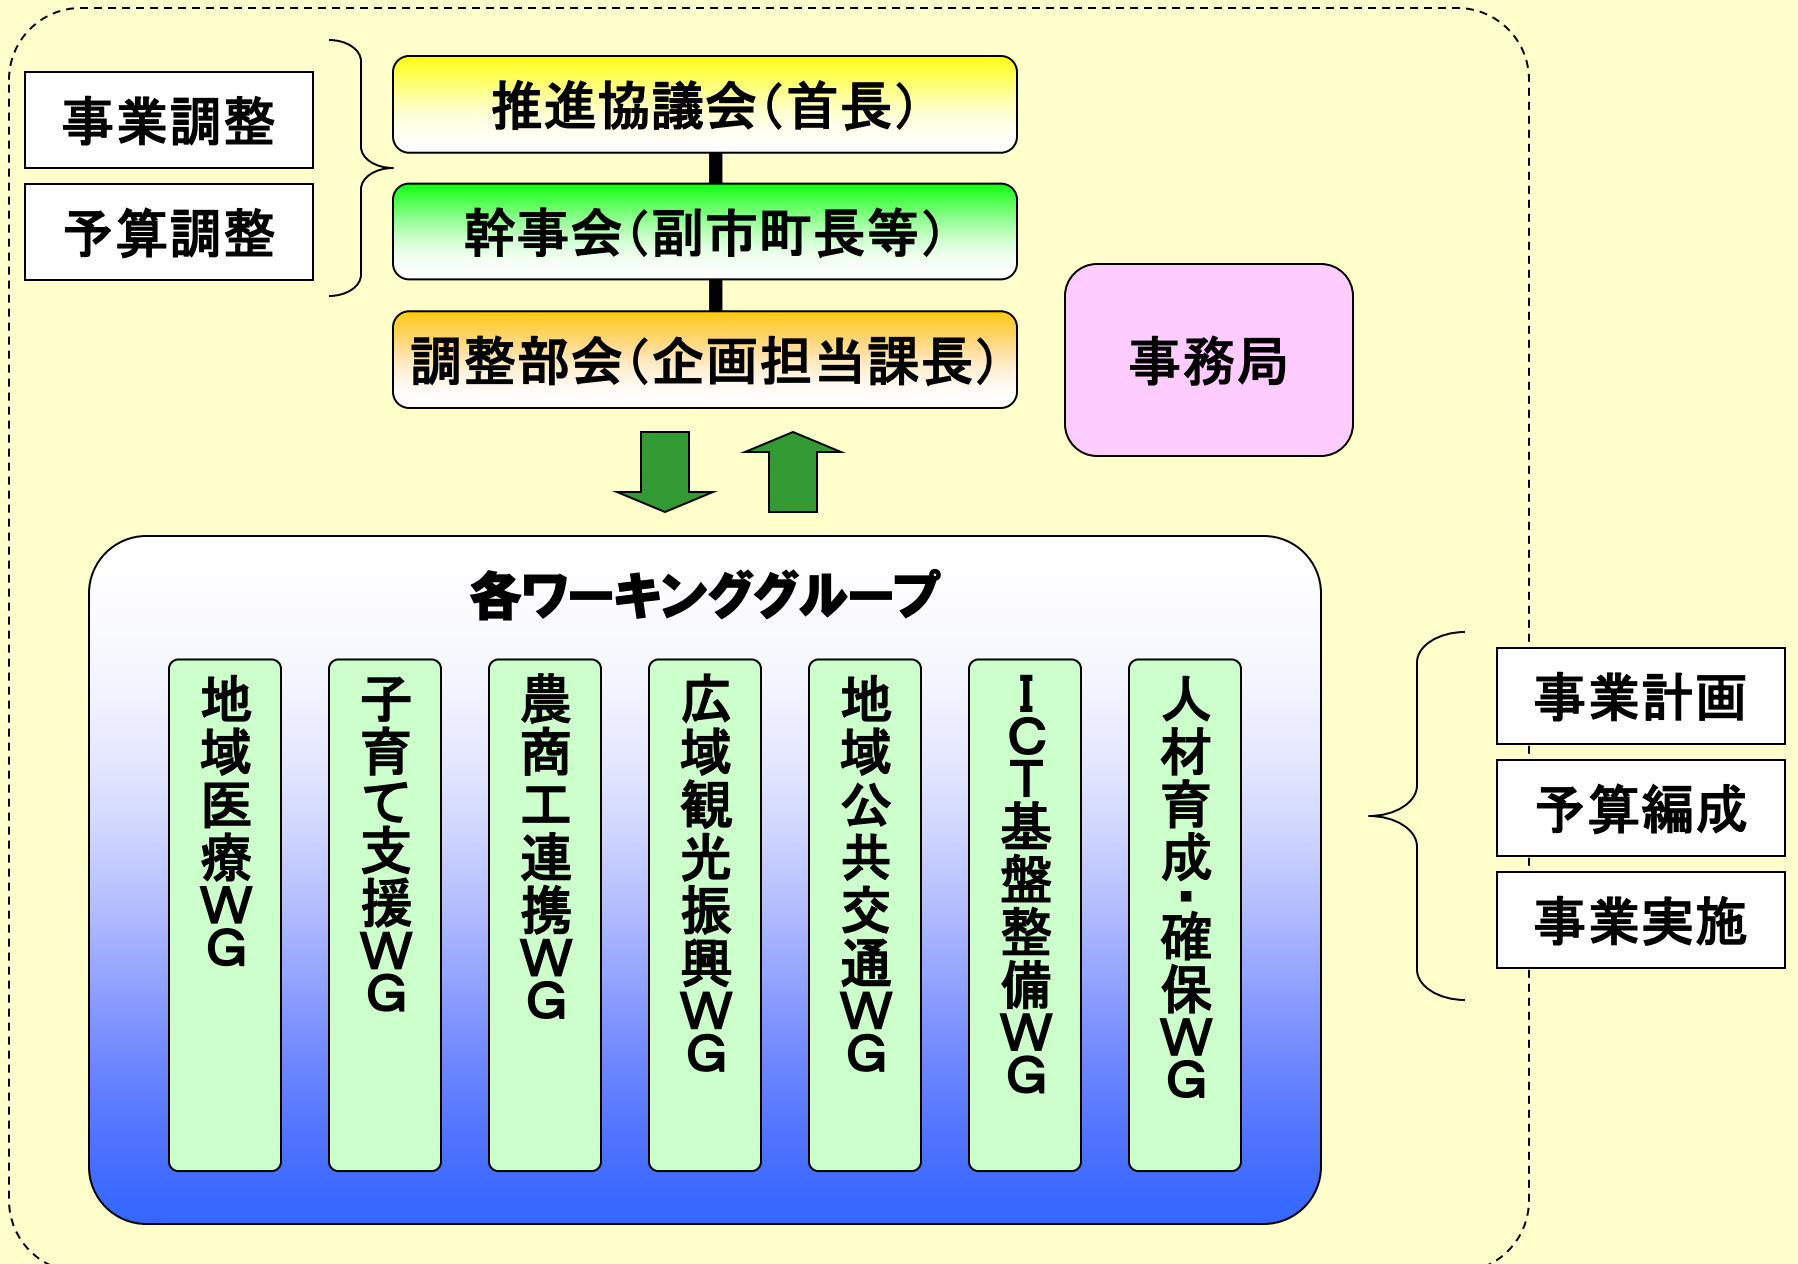 事業調整
予算調整
推進協議会（首長）
幹事会（副市町長等）
調整部会（企画担当課長）
事務局
各ワーキンググループ
地域医療ＷＧ
子育て支援ＷＧ
農商工連携ＷＧ
広域観光振興ＷＧ
地域公共交通ＷＧ
ＩＣＴ基盤整備ＷＧ
人材育成・確保ＷＧ
事業計画
予算編成
事業実施